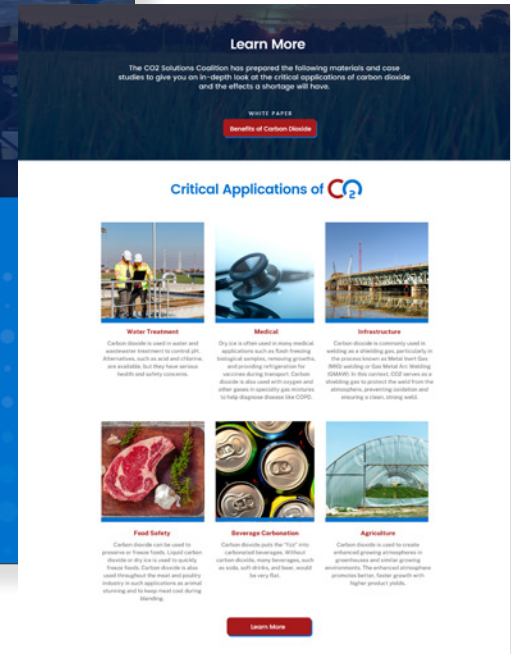 Learn More
The CO2 Solutions Coalition has prepared the following materials and case
studies to give you an in-depth look at the critical applications of carbon dioxide
and the effects a shortage will have.
WHITE PAPER
Benefits of Carbon Dioxide
Critical Applications of CO2
Water Treatment
Carbon dioxide is used in water and
wastewater treatment to control pH.
Alternatives, such as acid and chlorine,
are available, but they have serious
health and safety concerns.
Medical
Dry ice is often used in many medical
applications such as flash freezing
biological samples, removing growths,
and providing refrigeration for
vaccines during transport. Carbon
dioxide is also used with oxygen and
other gases in specialty gas mixtures
to help diagnose disease like COPD.
Infrastructure
Carbon dioxide is commonly used in
welding as a shielding gas, particularly in
the process known as Metal Inert Gas
(MIG) welding or Gas Metal Arc Welding
(GMAW). In this context, CO2 serves as a
shielding gas to protect the weld from the
atmosphere, preventing oxidation and
ensuring a clean, strong weld.
Food Safety
Carbon dioxide can be used to
preserve or freeze foods. Liquid carbon
dioxide or dry ice is used to quickly
freeze foods. Carbon dioxide is also
used throughout the meat and poultry
industry in such applications as animal
stunning and to keep meat cool during
blending.
Beverage Carbonation
Carbon dioxide puts the "fizz" into
carbonated beverages. Without
carbon dioxide, many beverages, such
as soda, soft drinks, and beer, would
be very flat.
Agriculture
Carbon dioxide is used to create
enhanced growing atmospheres in
greenhouses and similar growing
environments. The enhanced atmosphere
promotes better, faster growth with
higher product yields.
Learn More